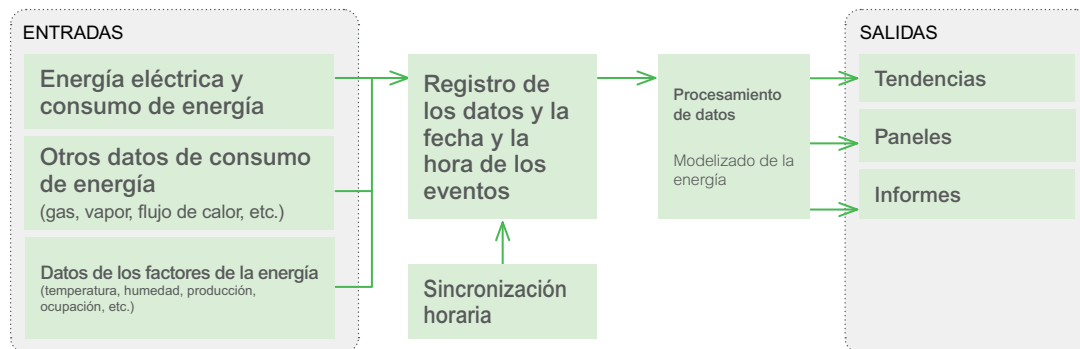 ENTRADAS
Energía eléctrica y
consumo de energía
Otros datos de consumo
de energía
(gas, vapor, flujo de calor, etc.)
Datos de los factores de la energía
(temperatura, humedad, producción,
ocupación, etc.)
Registro de
los datos y la
fecha y la
hora de los
eventos
Sincronización
horaria
Procesamiento
de datos
Modelizado de la
energía
SALIDAS
Tendencias
Paneles
Informes